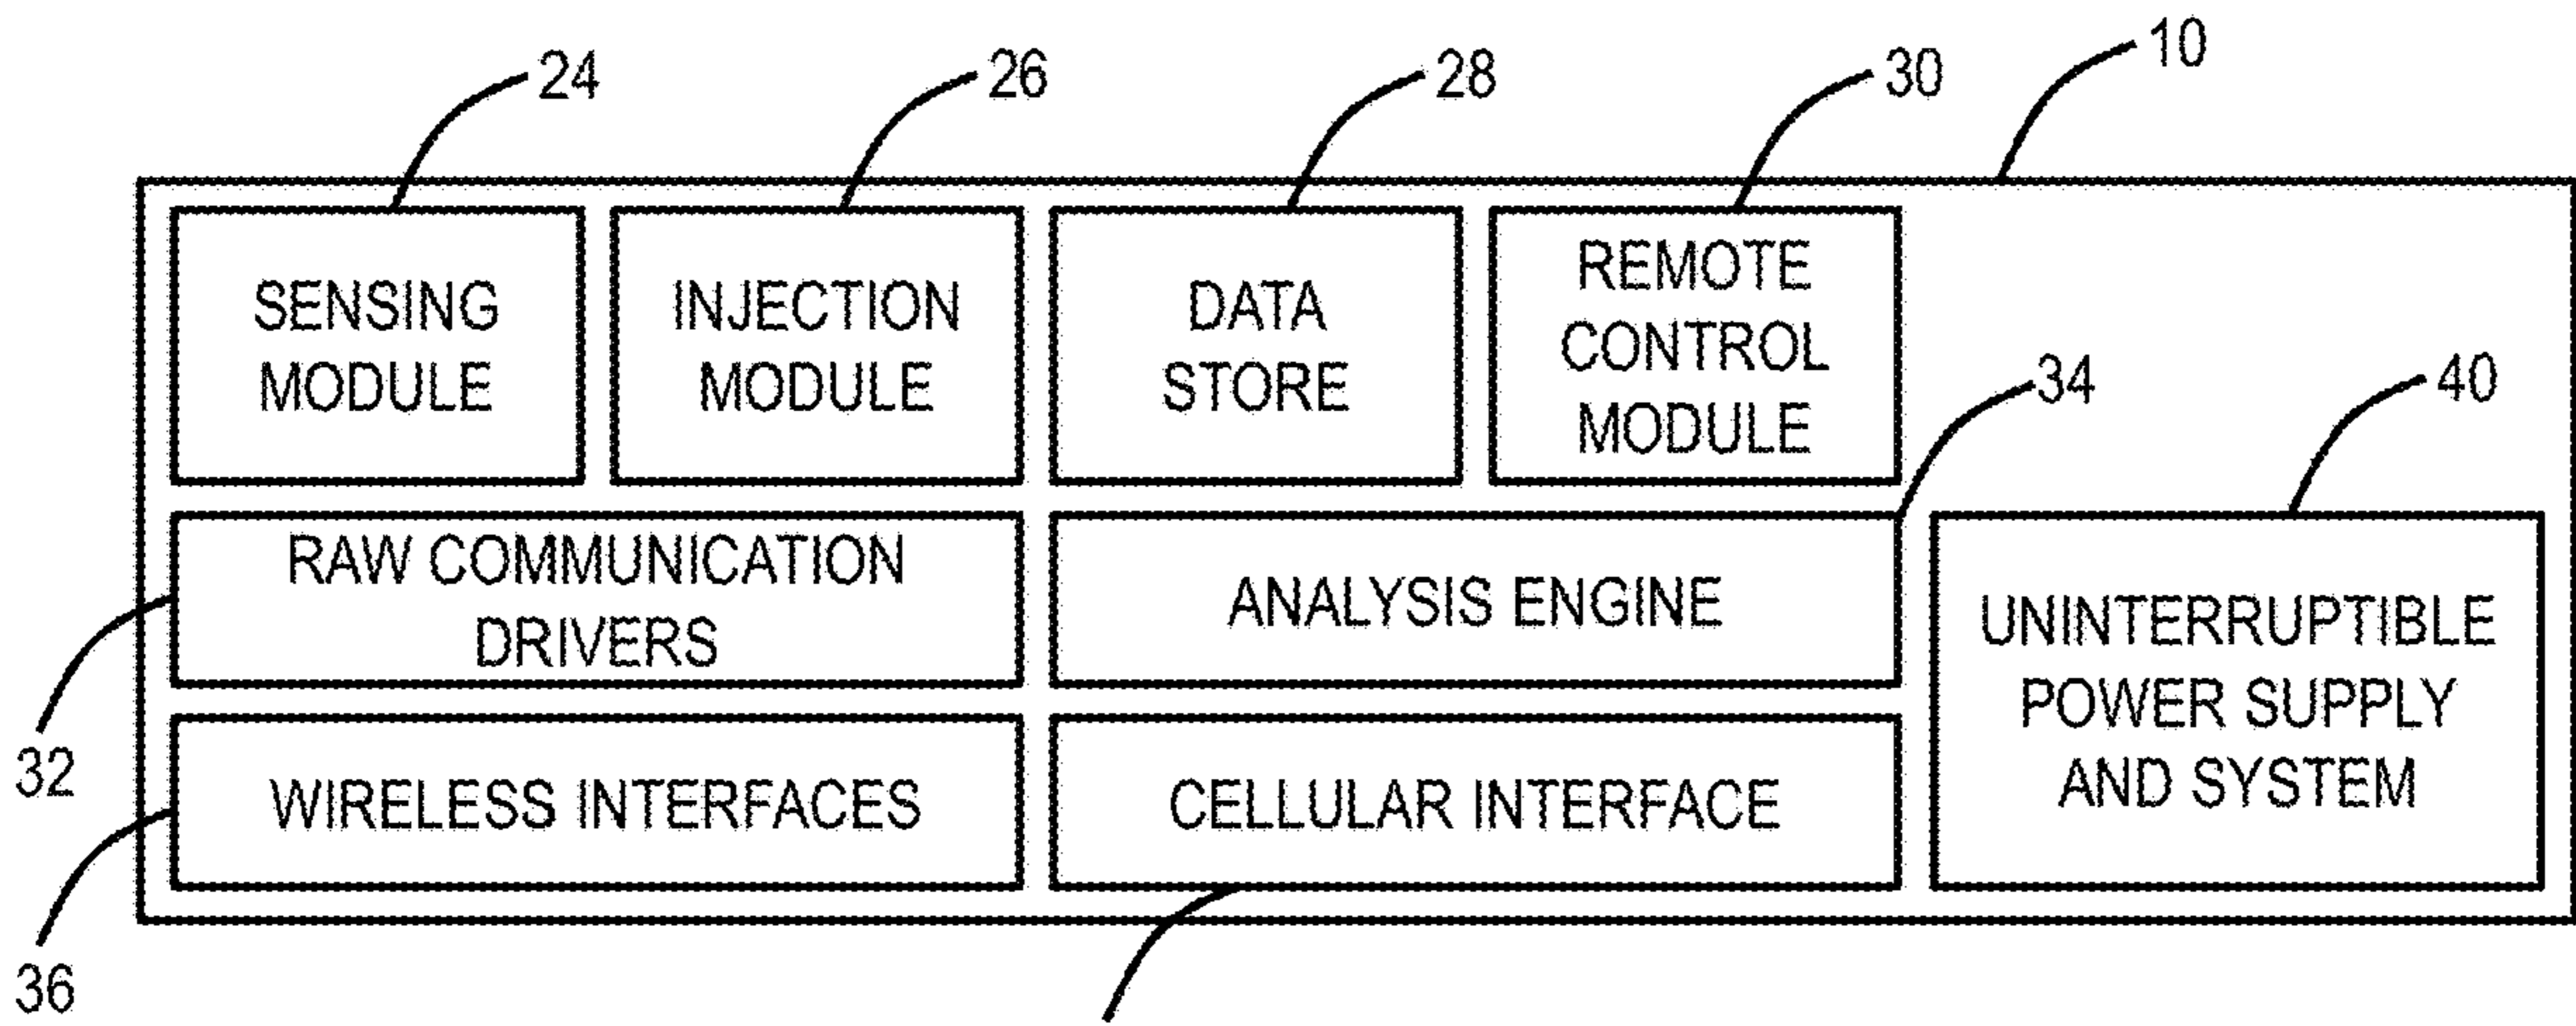 10
24
26
28
30
SENSING
MODULE
INJECTION
MODULE
DATA
STORE
REMOTE
CONTROL
MODULE
34
40
RAW COMMUNICATION
DRIVERS
ANALYSIS ENGINE
UNINTERRUPTIBLE
POWER SUPPLY
AND SYSTEM
32
WIRELESS INTERFACES
CELLULAR INTERFACE
36